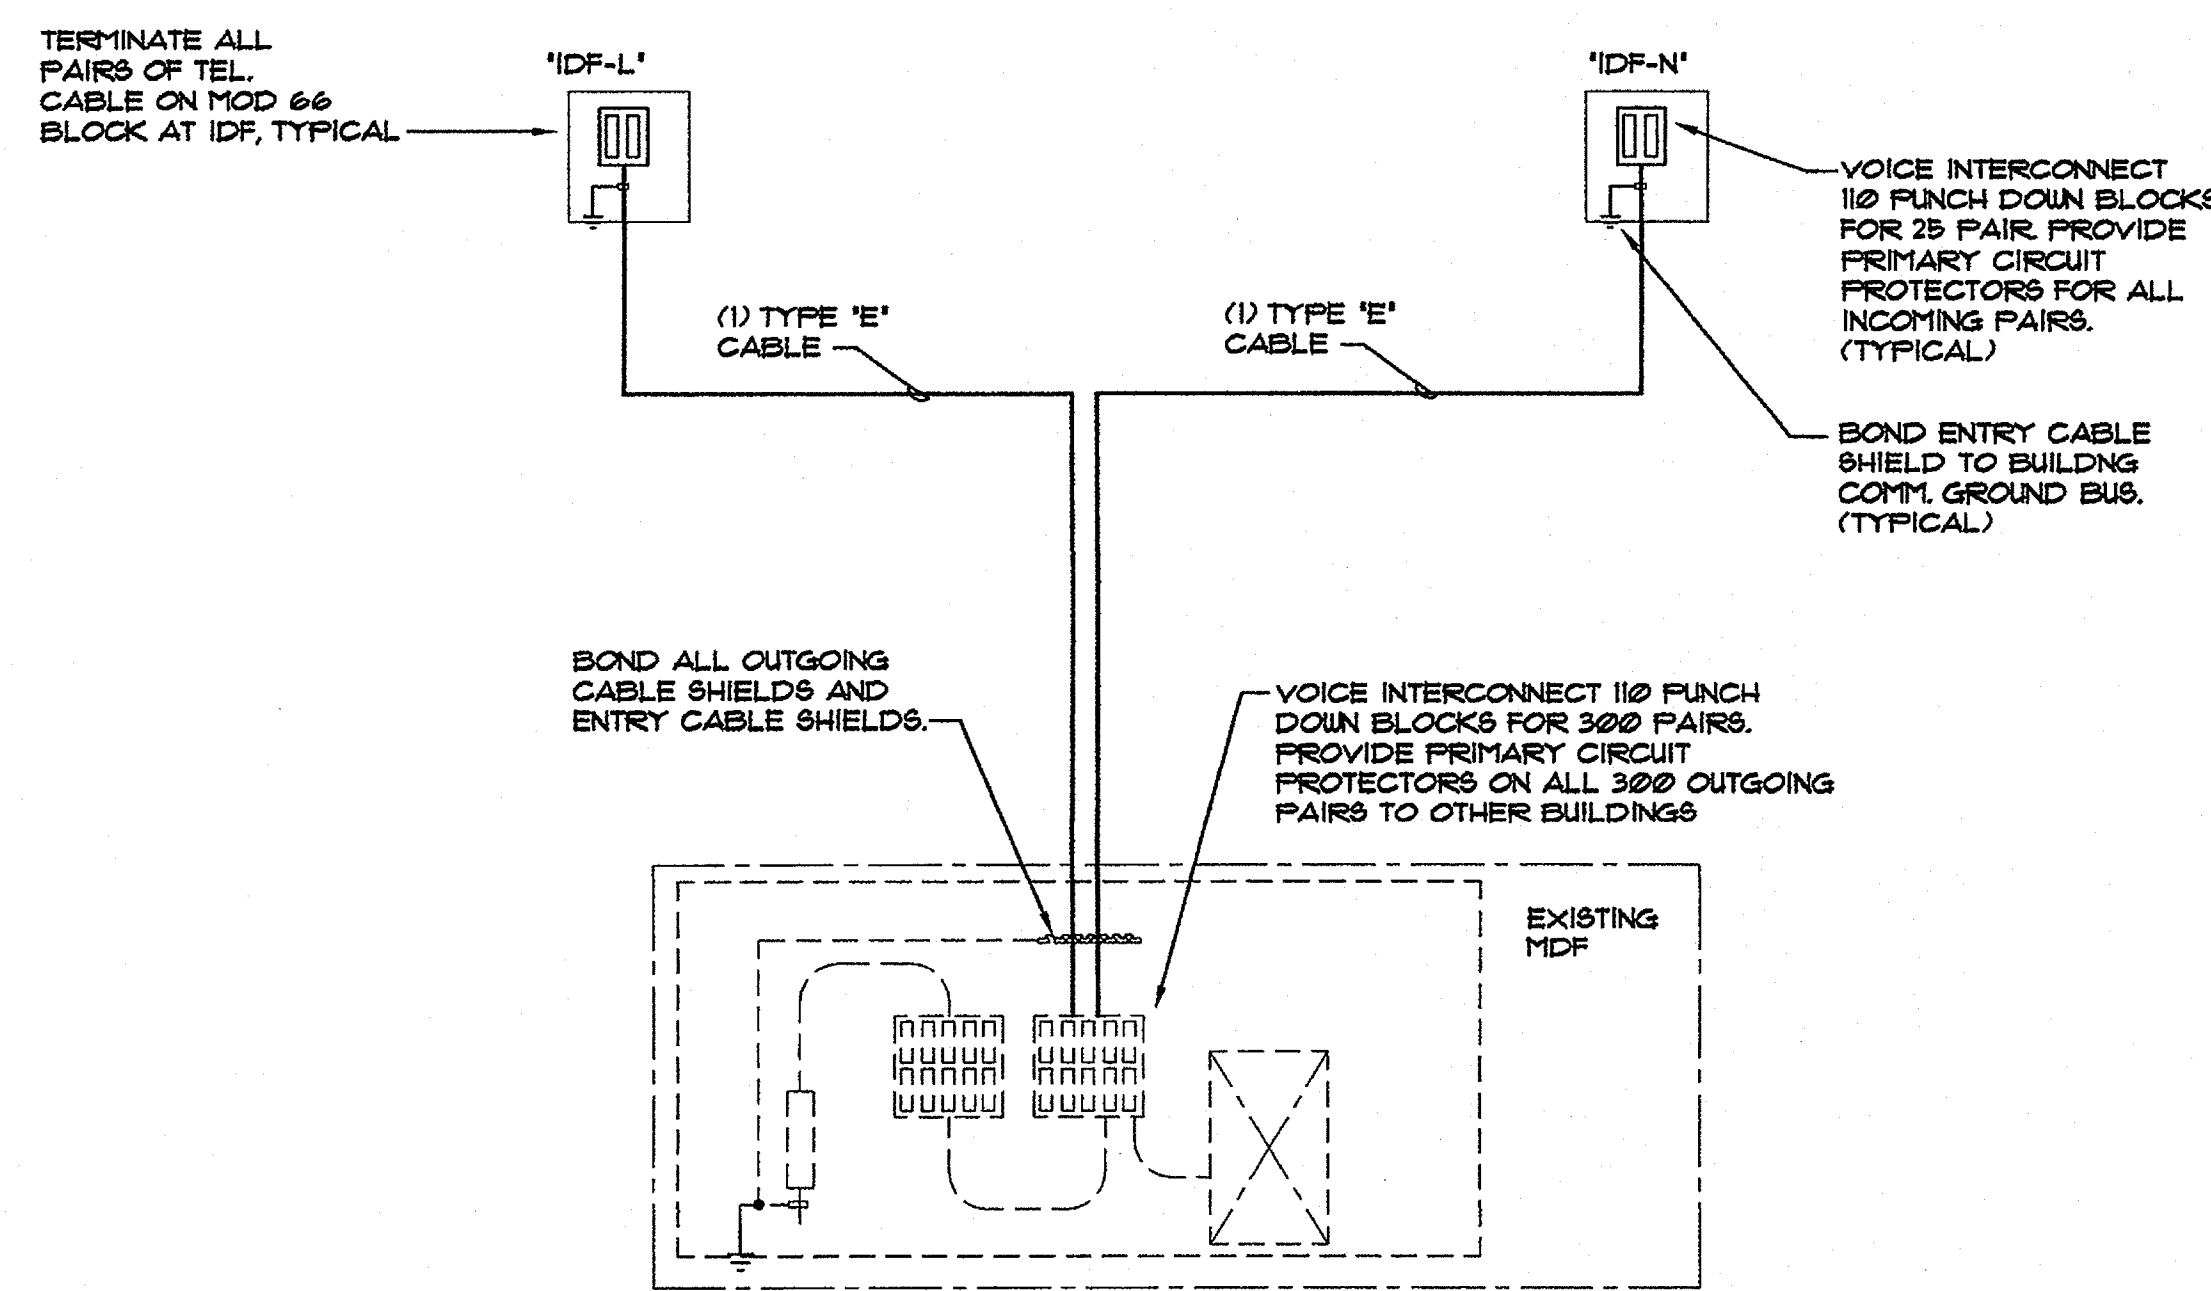 TERMINATE ALL
PAIRS OF TEL.
CABLE ON MOD 66
BLOCK AT IDF, TYPICAL
"IDF-L"
"IDF-N"
VOICE INTERCONNECT
110 PUNCH DOWN BLOCKS
FOR 25 PAIR. PROVIDE
PRIMARY CIRCUIT
PROTECTORS FOR ALL
INCOMING PAIRS.
(TYPICAL)
(1) TYPE "E"
CABLE
(1) TYPE "E"
CABLE
BOND ENTRY CABLE
SHIELD TO BUILDNG
COMM. GROUND BUS.
(TYPICAL)
BOND ALL OUTGOING
CABLE SHIELDS AND
ENTRY CABLE SHIELDS.
VOICE INTERCONNECT 110 PUNCH
DOWN BLOCKS FOR 300 PAIRS.
PROVIDE PRIMARY CIRCUIT
PROTECTORS ON ALL 300 OUTGOING
PAIRS TO OTHER BUILDINGS
EXISTING
MDF